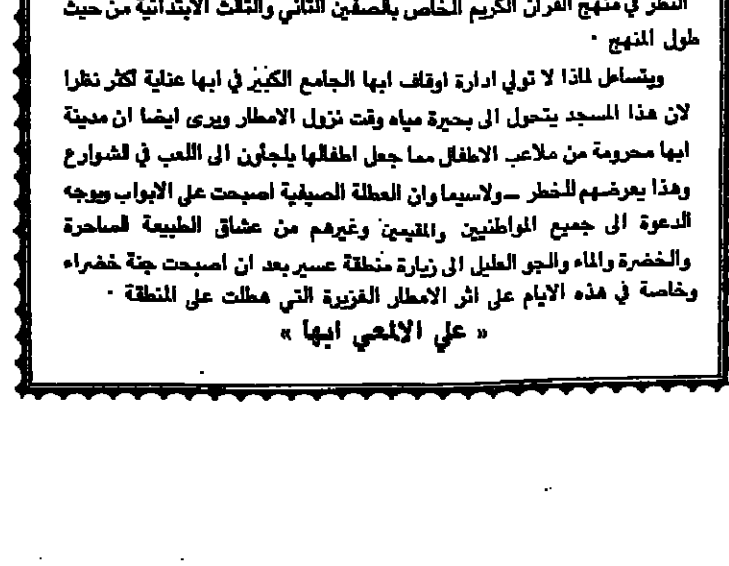 النظر في منهج القرآن الكريم الخاص بالصفين الثاني والثالث الابتدائية من حيث
طول المنهج ٠
ويتساءل لماذا لا تولي ادارة اوقاف ابها الجامع الكبير في ابها عناية اكثر نظرا
لان هذا المسجد يتحول الى بحيرة مياه وقت نزول الامطار ويرى ايضا ان مدينة
ابها محرومة من ملاعب الاطفال مما جعل اطفالها يلجأون الى اللعب في الشوارع
وهذا يعرضهم للخطر ــ ولاسيما وان العطلة الصيفية اصبحت على الابواب ويوجه
الدعوة الى جميع المواطنيين والمقيمين وغيرهم من عشاق الطبيعة الساحرة
والخضرة والماء والجو العليل الى زيارة منطقة عسير بعد ان اصبحت جنة خضراء
وخاصة في هذه الايام على اثر الامطار الغزيرة التي هطلت على المنطقة ٠
« علي الالمعي ابها »